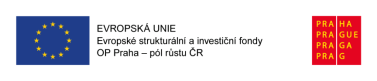 EVROPSKÁ UNIE
Evropské strukturální a investiční fondy
OP Praha – pól růstu ČR
PRA HA
PRA GUE
PRA GA
PRA G